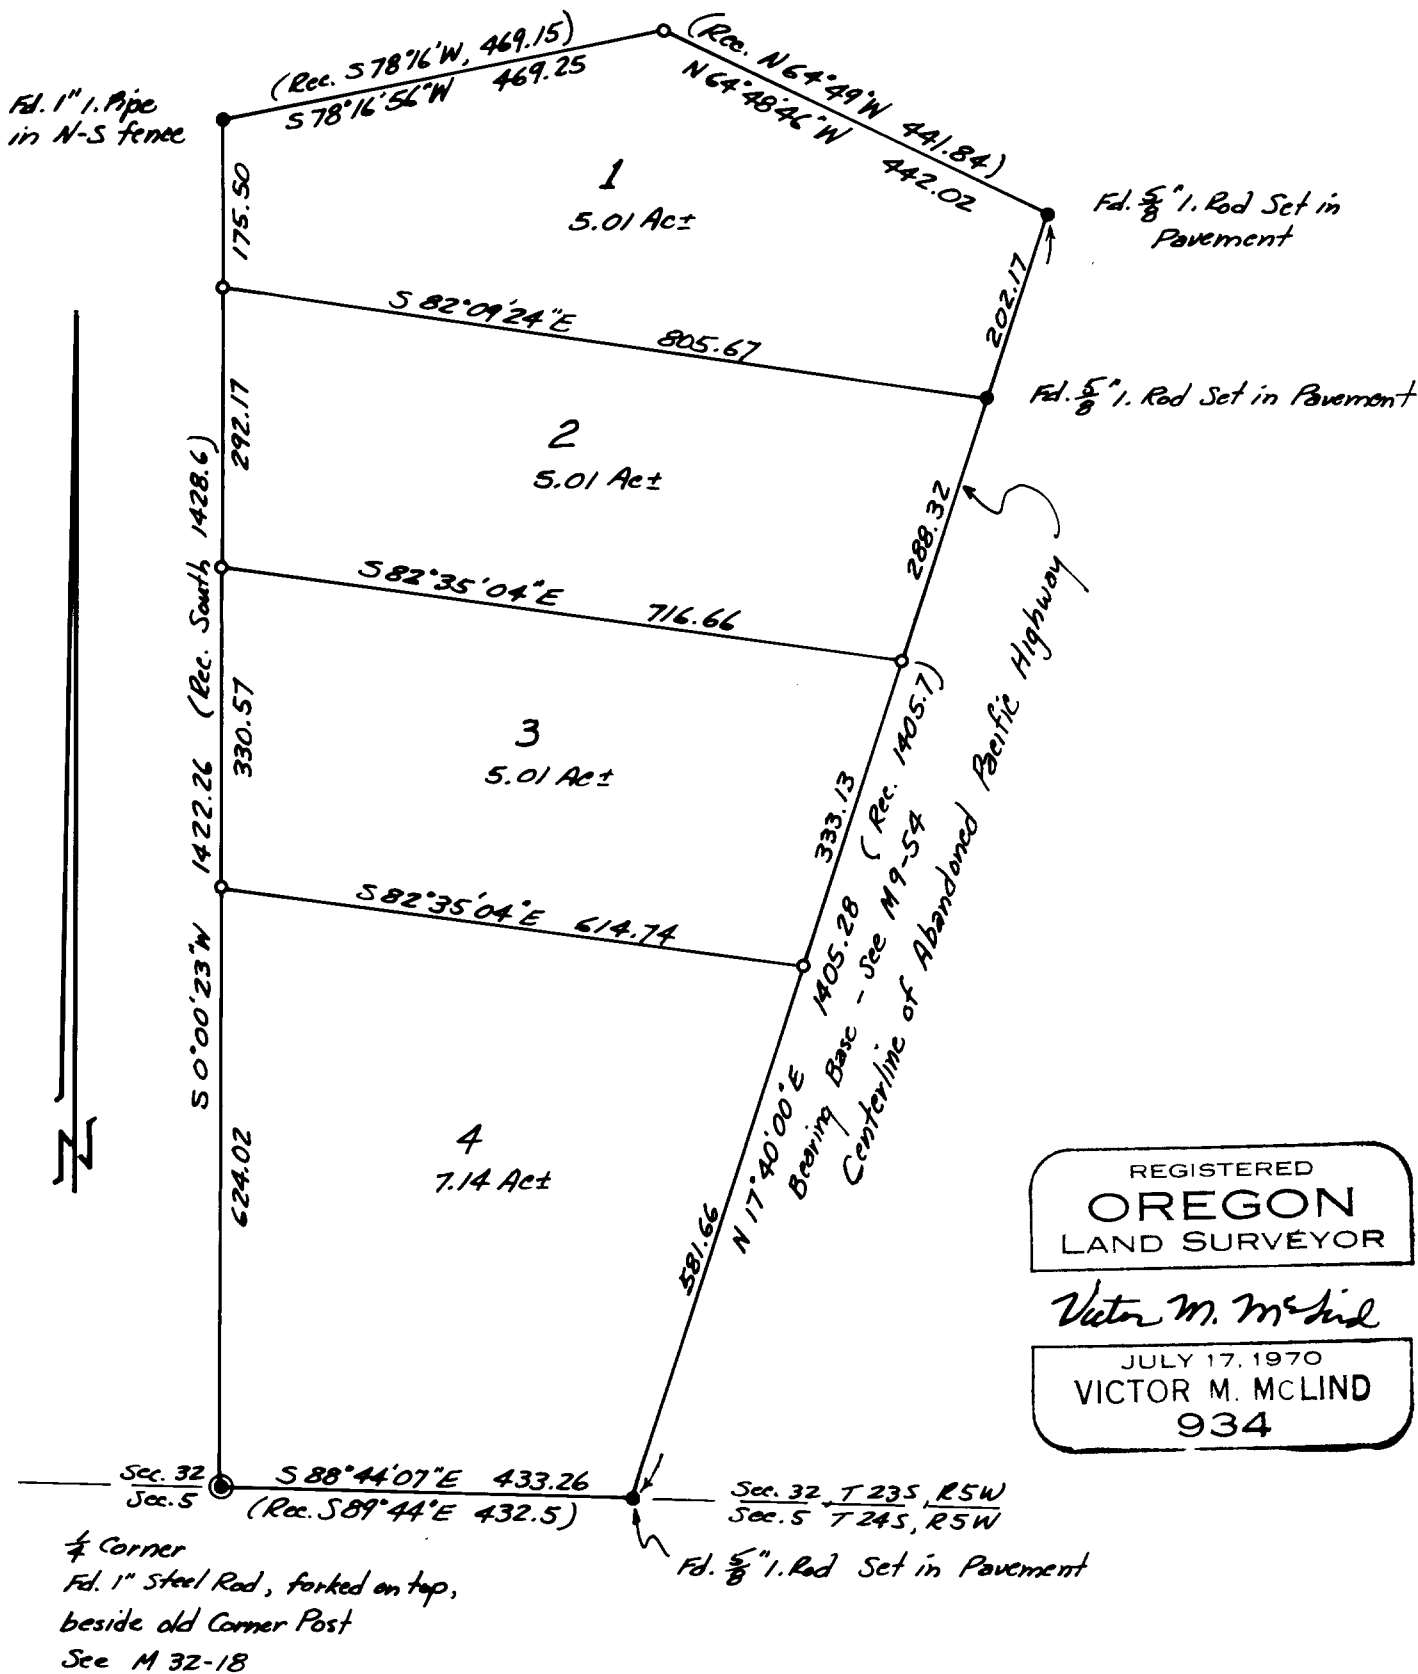 (Rec. S 78°16'W, 469.15)
S 78°16'56"W 469.25
(Rec. N 64°49'W 441.84)
N 64°48'46"W 442.02
Fd. 1" I. Pipe
in N-S fence
175.50
1
5.01 Ac±
Fd. 5/8" I. Rod Set in
Pavement
202.17
S 82°09'24"E 805.67
Fd. 5/8" I. Rod Set in Pavement
292.17
2
5.01 Ac±
288.32
S 82°35'04"E 716.66
S 0°00'23"W 1422.26 (Rec. South 1428.6)
330.57
3
5.01 Ac±
333.13
N 17°40'00"E 1405.28 (Rec. 1405.7)
Bearing Base - See M 9-54
Centerline of Abandoned Pacific Highway
S 82°35'04"E 614.74
N
624.02
4
7.14 Ac±
581.66
REGISTERED
OREGON
LAND SURVEYOR
Victor M. McLind
JULY 17, 1970
VICTOR M. McLIND
934
Sec. 32
Sec. 5
S 88°44'07"E 433.26
(Rec. S 89°44'E 432.5)
Sec. 32, T 23 S, R 5 W
Sec. 5 T 24 S, R 5 W
1/4 Corner
Fd. 1" Steel Rod, forked on top,
beside old Corner Post
See M 32-18
Fd. 5/8" I. Rod Set in Pavement